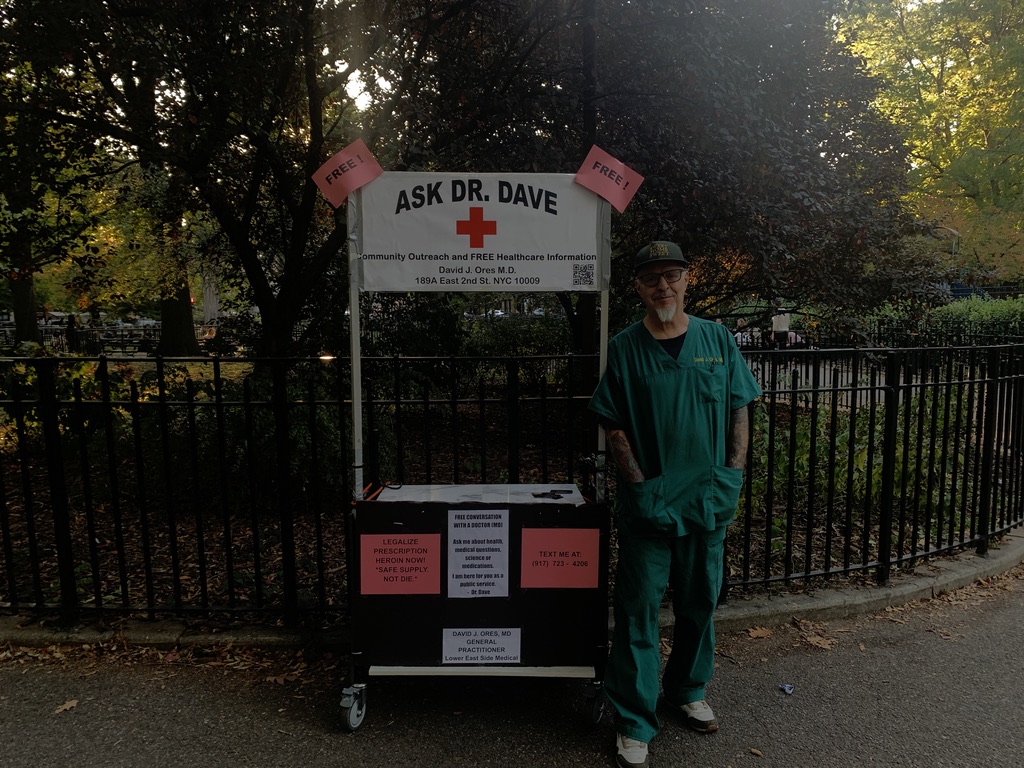 FREE !
FREE !
ASK DR. DAVE
ommunity Outreach and FREE Healthcare Information
David J. Ores M.D.
189A East 2nd St. NYC 10009
LEGALIZE
PRESCRIPTION
HEROIN NOW!
"SAFE SUPPLY
NOT DIE."
FREE CONVERSATION
WITH A DOCTOR (MD)
Ask me about health,
medical questions,
science or
medications.
I am here for you as a
public service.
- Dr. Dave
TEXT ME AT:
(917) 723 - 4206
DAVID J. ORES, MD
GENERAL
PRACTITIONER
Lower East Side Medical